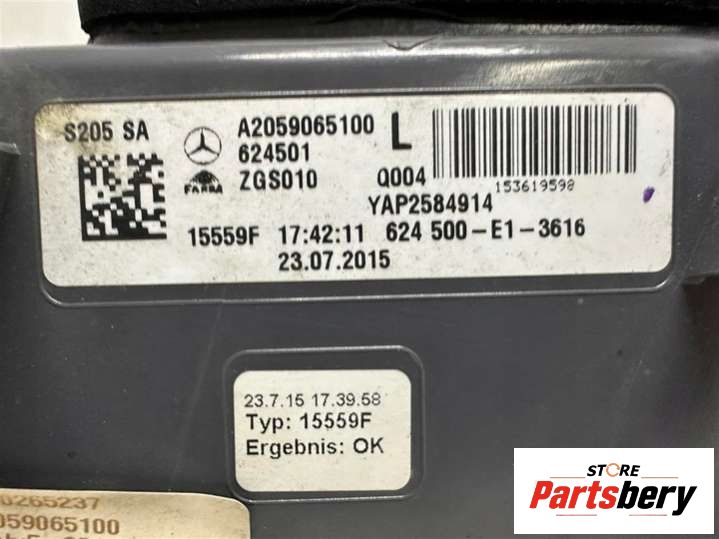 S205 SA
A2059065100 L
624501
ZGS010 Q004
153619598
YAP2584914
15559F 17:42:11 624 500-E1-3616
23.07.2015
23.7.15 17.39.58
Typ: 15559F
Ergebnis: OK
0265237
059065100
STORE
Partsbery